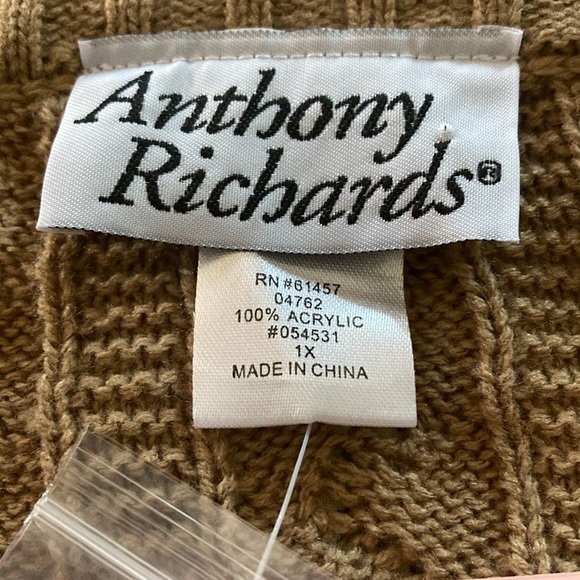 Anthony
Richards®
RN #61457
04762
100% ACRYLIC
#054531
1X
MADE IN CHINA